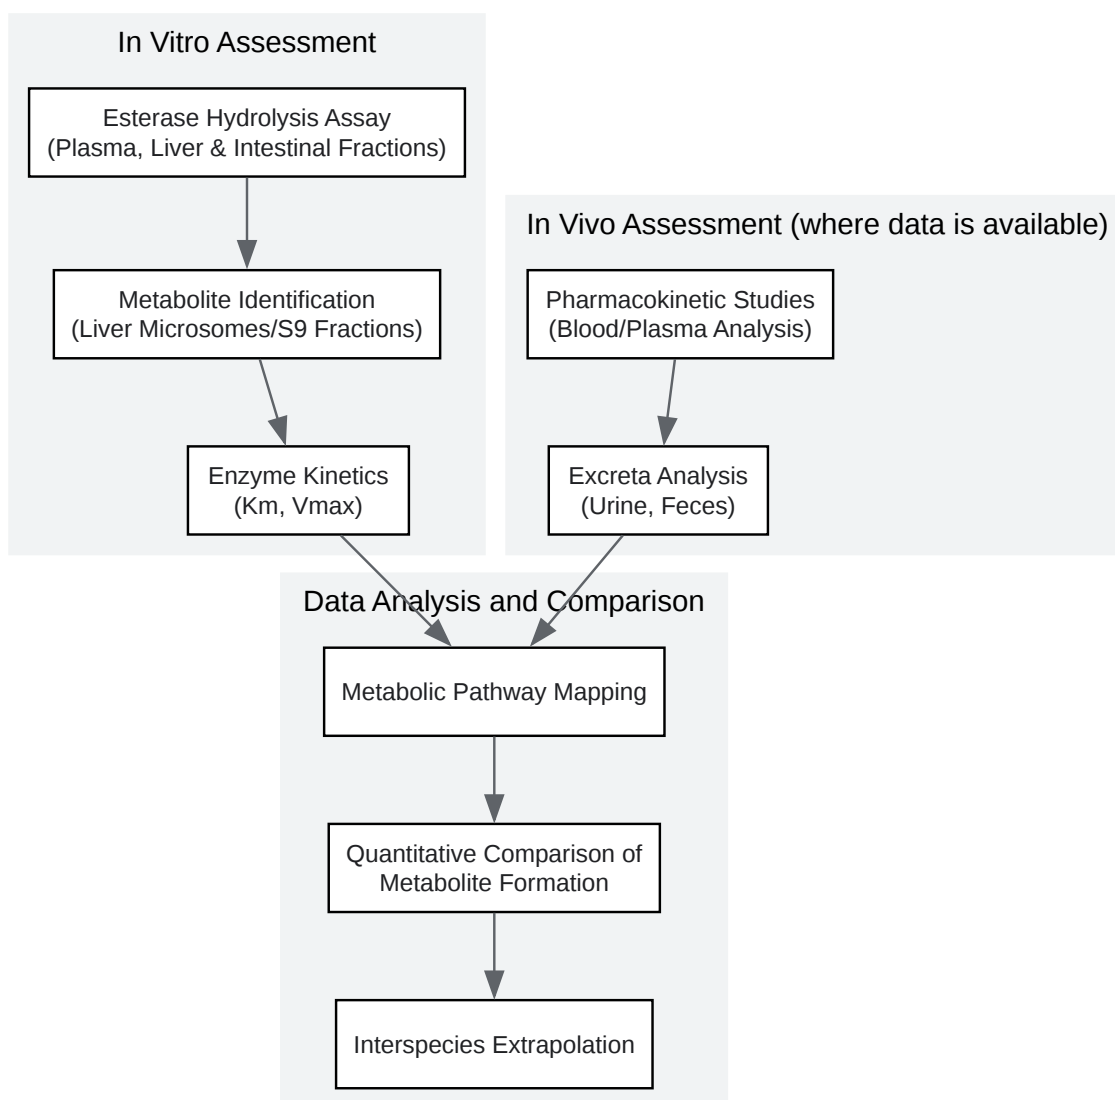 In Vitro Assessment
Esterase Hydrolysis Assay
(Plasma, Liver & Intestinal Fractions)
Metabolite Identification
(Liver Microsomes/S9 Fractions)
Enzyme Kinetics
(Km, Vmax)
In Vivo Assessment (where data is available)
Pharmacokinetic Studies
(Blood/Plasma Analysis)
Excreta Analysis
(Urine, Feces)
Data Analysis and Comparison
Metabolic Pathway Mapping
Quantitative Comparison of
Metabolite Formation
Interspecies Extrapolation